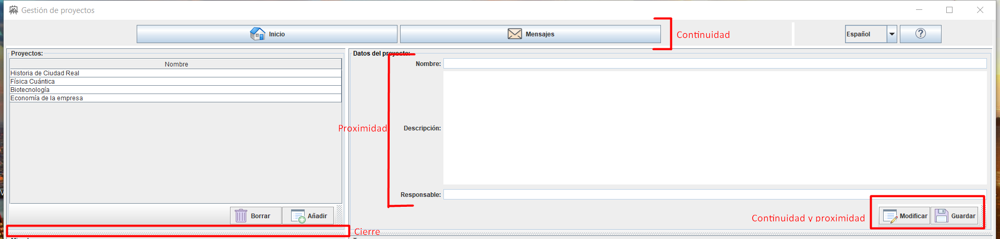 Gestión de proyectos
Inicio
Mensajes
Continuidad
Español
?
Proyectos:
Nombre
Historia de Ciudad Real
Física Cuántica
Biotecnología
Economía de la empresa
Borrar
Añadir
Datos del proyecto:
Nombre:
Proximidad
Descripción:
Responsable:
Continuidad y proximidad
Modificar
Guardar
Cierre